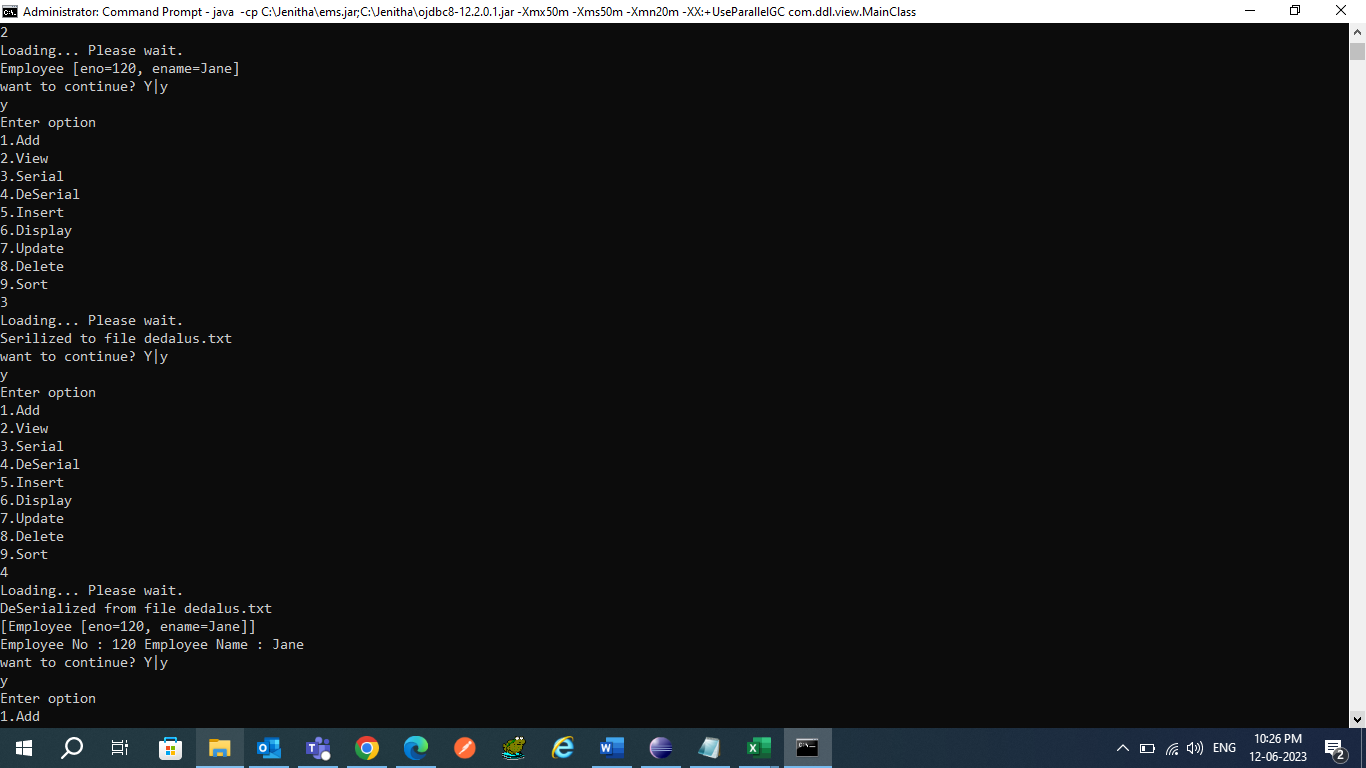 Administrator: Command Prompt - java  -cp C:\Jenitha\ems.jar;C:\Jenitha\ojdbc8-12.2.0.1.jar -Xmx50m -Xms50m -Xmn20m -XX:+UseParallelGC com.ddl.view.MainClass
2
Loading... Please wait.
Employee [eno=120, ename=Jane]
want to continue? Y|y
y
Enter option
1.Add
2.View
3.Serial
4.DeSerial
5.Insert
6.Display
7.Update
8.Delete
9.Sort
3
Loading... Please wait.
Serilized to file dedalus.txt
want to continue? Y|y
y
Enter option
1.Add
2.View
3.Serial
4.DeSerial
5.Insert
6.Display
7.Update
8.Delete
9.Sort
4
Loading... Please wait.
DeSerialized from file dedalus.txt
[Employee [eno=120, ename=Jane]]
Employee No : 120 Employee Name : Jane
want to continue? Y|y
y
Enter option
1.Add
ENG
10:26 PM
12-06-2023
2